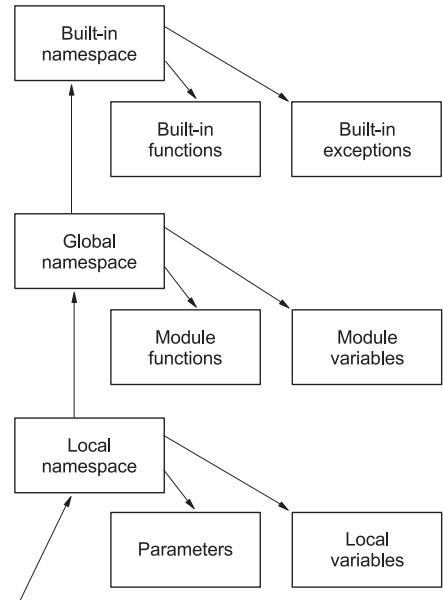 Built-in
namespace
Built-in
functions
Built-in
exceptions
Global
namespace
Module
functions
Module
variables
Local
namespace
Parameters
Local
variables